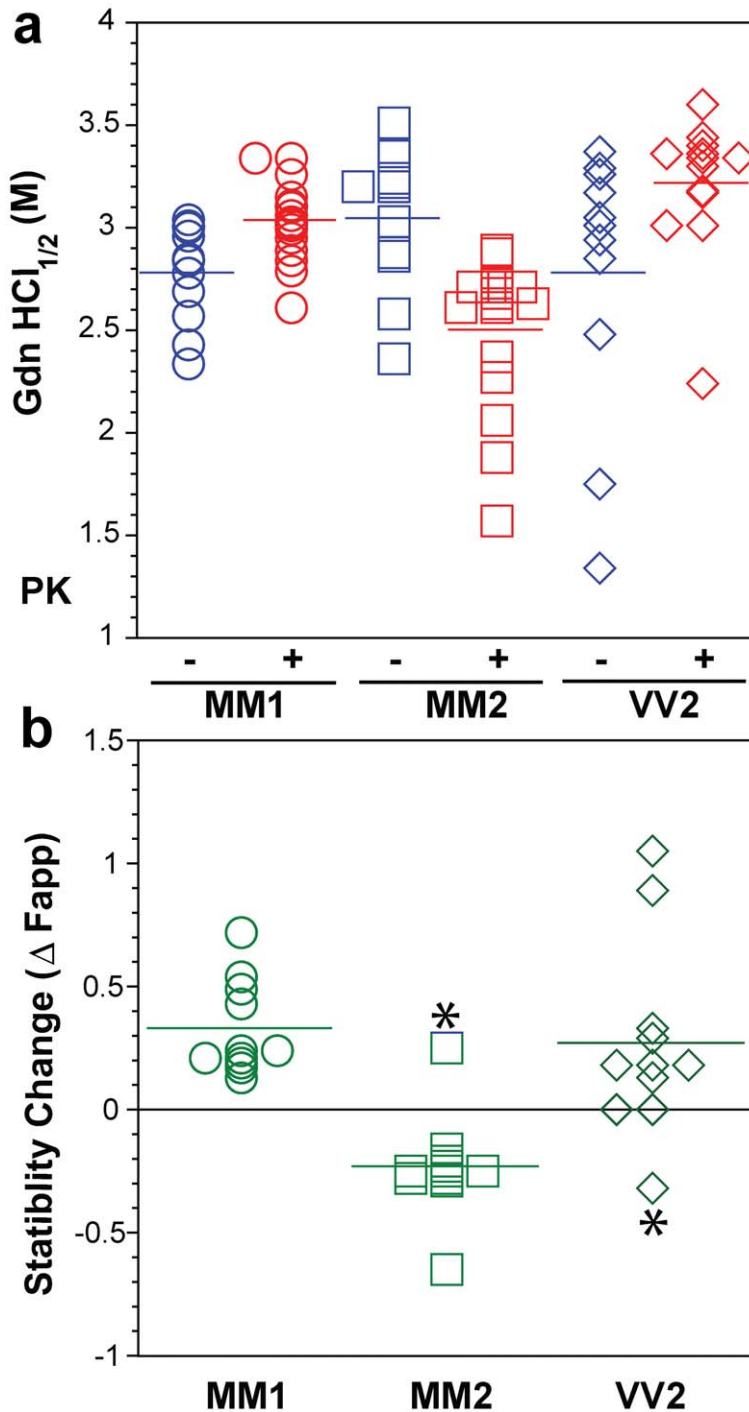 a
Gdn HCl1/2 (M)
4
3.5
3
2.5
2
1.5
1
PK
- + - + - +
MM1 MM2 VV2
b
Statiblity Change (Δ Fapp)
1.5
1
0.5
0
-0.5
-1
*
*
MM1 MM2 VV2